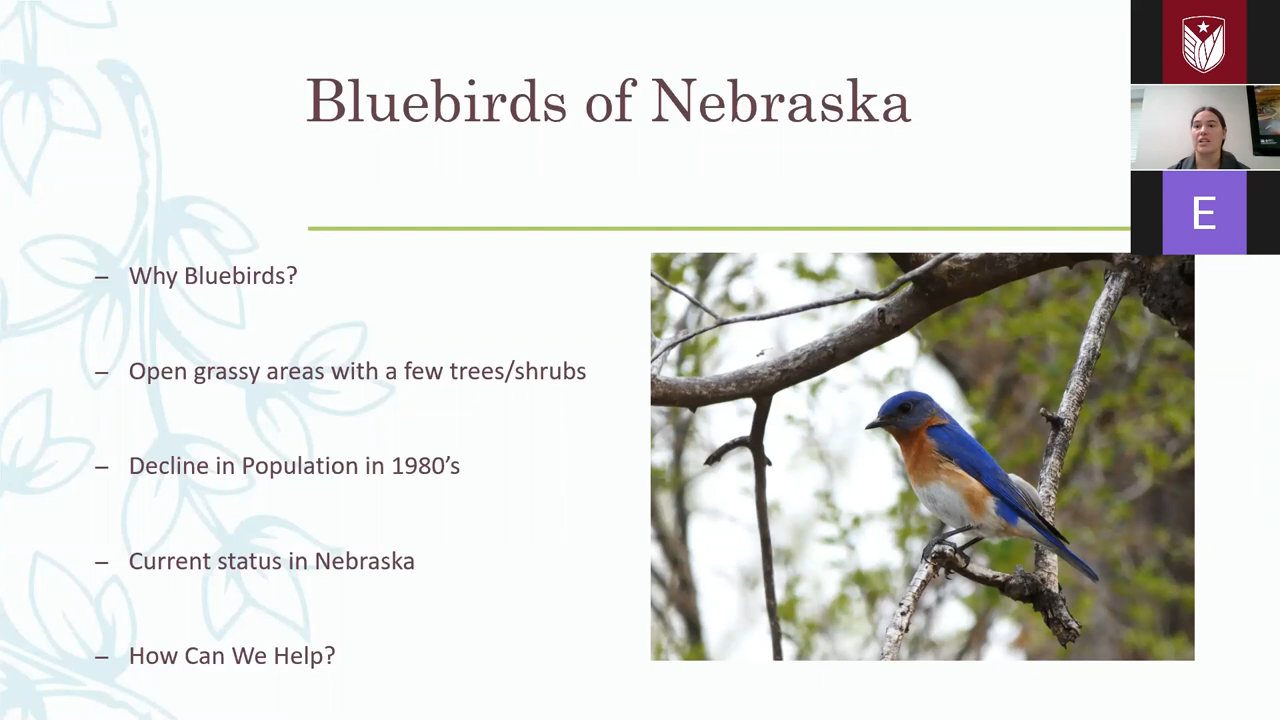 Bluebirds of Nebraska
– Why Bluebirds?
– Open grassy areas with a few trees/shrubs
– Decline in Population in 1980’s
– Current status in Nebraska
– How Can We Help?
E